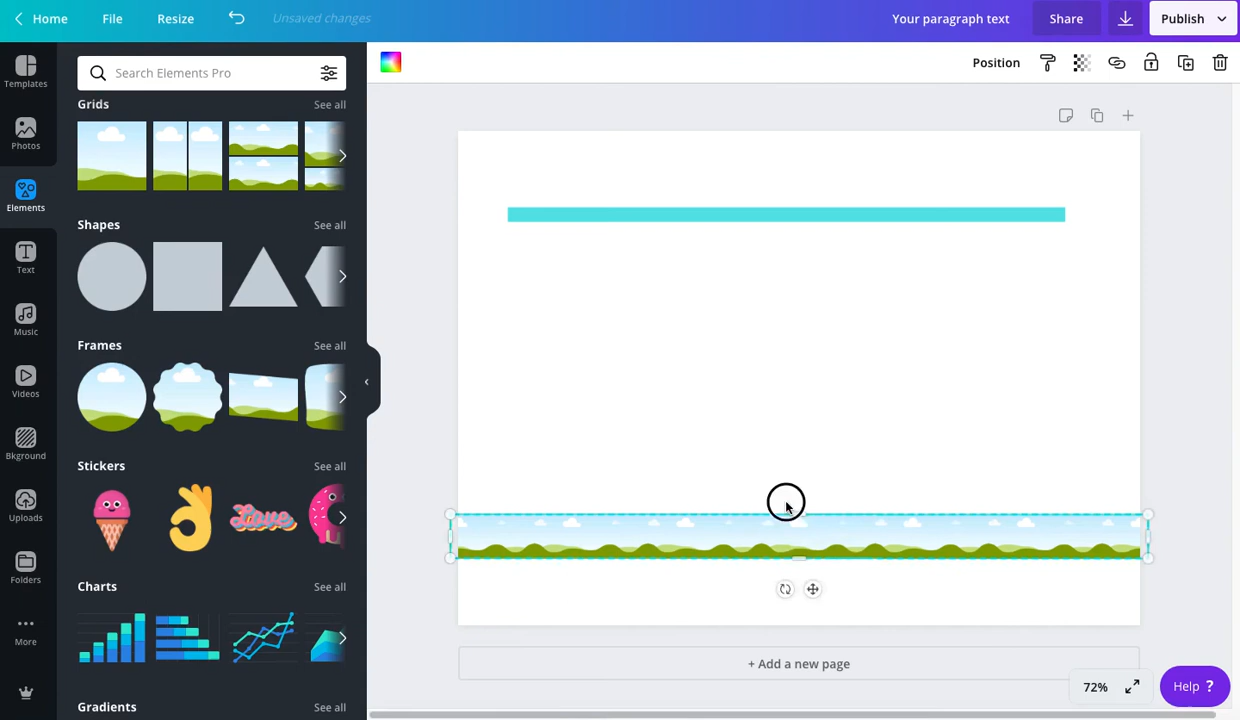 Home
File
Resize
Unsaved changes
Your paragraph text
Share
Publish
Templates
Photos
Elements
Text
Music
Videos
Bkground
Uploads
Folders
More
Search Elements Pro
Grids
See all
Shapes
See all
Frames
See all
Stickers
See all
Love
Charts
See all
Gradients
See all
Position
+ Add a new page
72%
Help ?